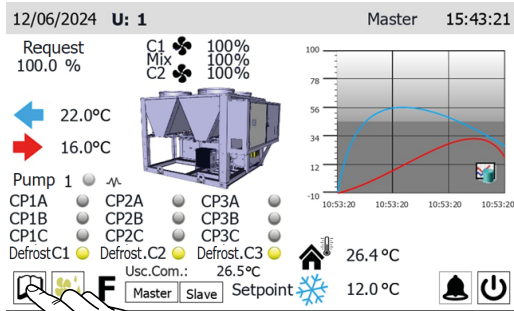 12/06/2024 U: 1 Master 15:43:21
Request
100.0 %
C1 100%
Mix 100%
C2 100%
22.0°C
16.0°C
Pump 1
CP1A CP2A CP3A
CP1B CP2B CP3B
CP1C CP2C CP3C
DefrostC1 Defrost.C2 Defrost.C3
100
78
56
34
12
-10
10:53:20 10:53:20 10:53:20 10:53:20
26.4 °C
F
Usc.Com.: 26.5°C
Master Slave
Setpoint 12.0 °C